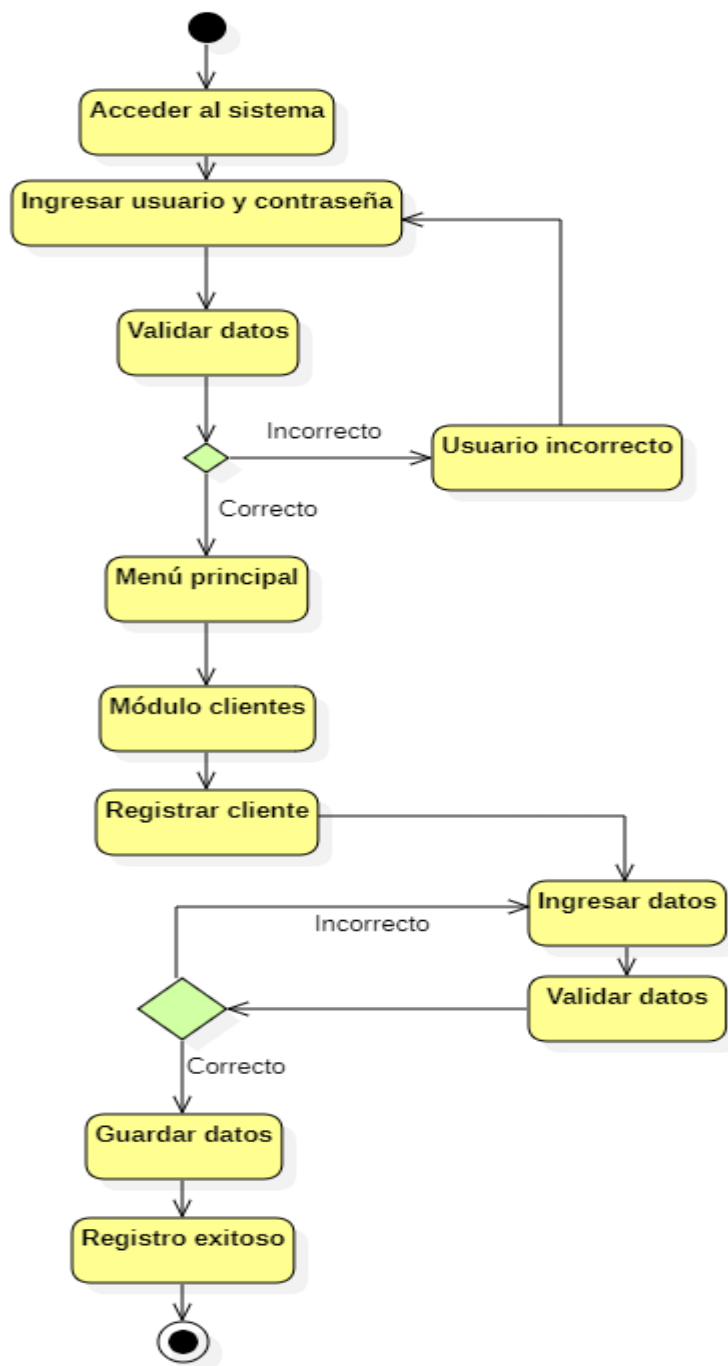 Acceder al sistema
Ingresar usuario y contraseña
Validar datos
Incorrecto
Usuario incorrecto
Correcto
Menú principal
Módulo clientes
Registrar cliente
Ingresar datos
Incorrecto
Validar datos
Correcto
Guardar datos
Registro exitoso